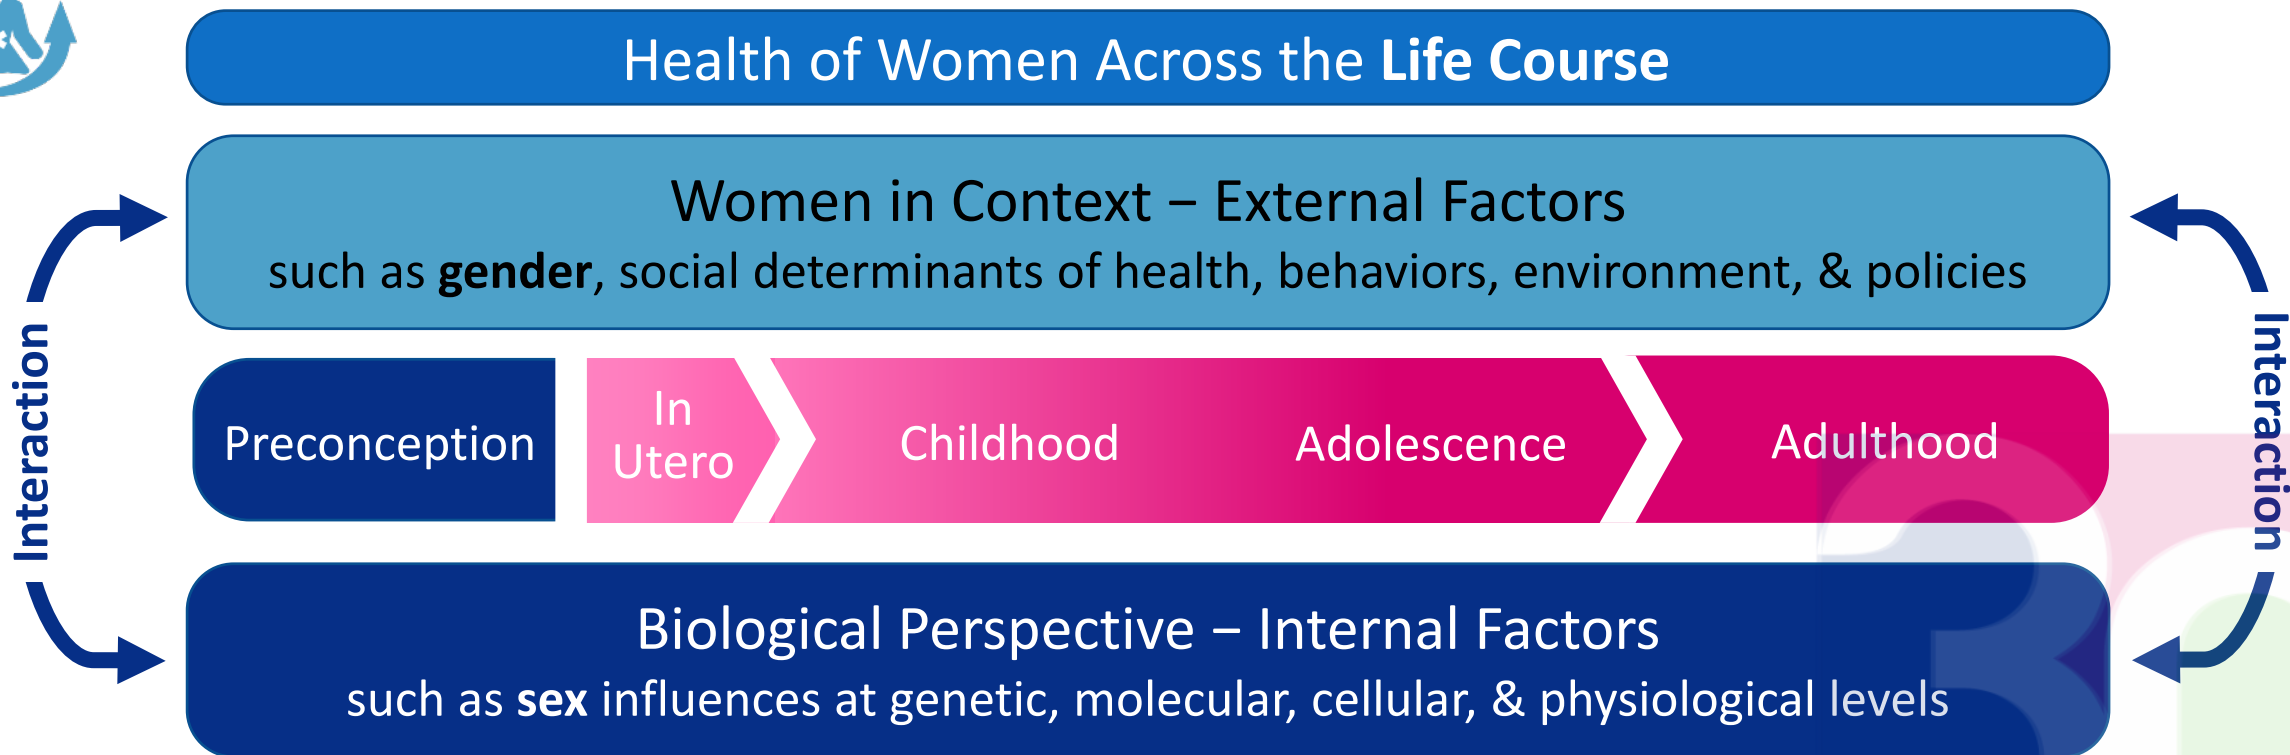 Health of Women Across the Life Course
Women in Context – External Factors
such as gender, social determinants of health, behaviors, environment, & policies
Interaction
Interaction
Preconception
In
Utero
Childhood
Adolescence
Adulthood
Biological Perspective – Internal Factors
such as sex influences at genetic, molecular, cellular, & physiological levels